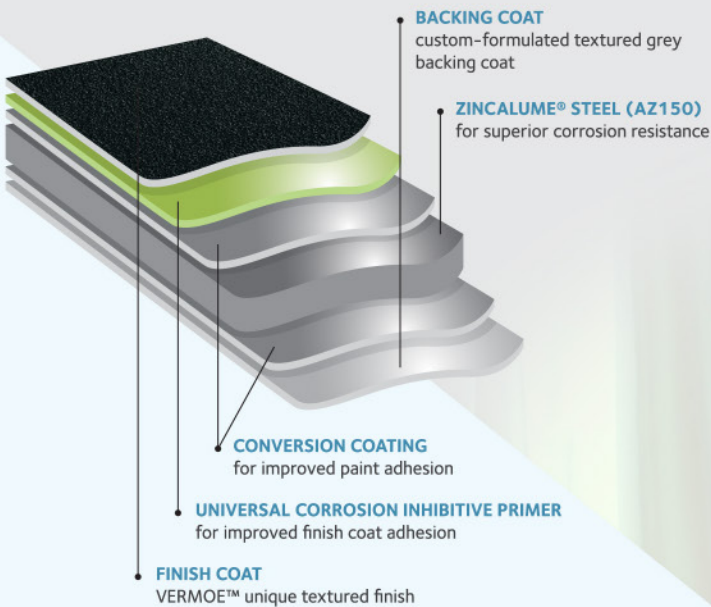 BACKING COAT
custom-formulated textured grey
backing coat
ZINCALUME® STEEL (AZ150)
for superior corrosion resistance
CONVERSION COATING
for improved paint adhesion
UNIVERSAL CORROSION INHIBITIVE PRIMER
for improved finish coat adhesion
FINISH COAT
VERMOE™ unique textured finish